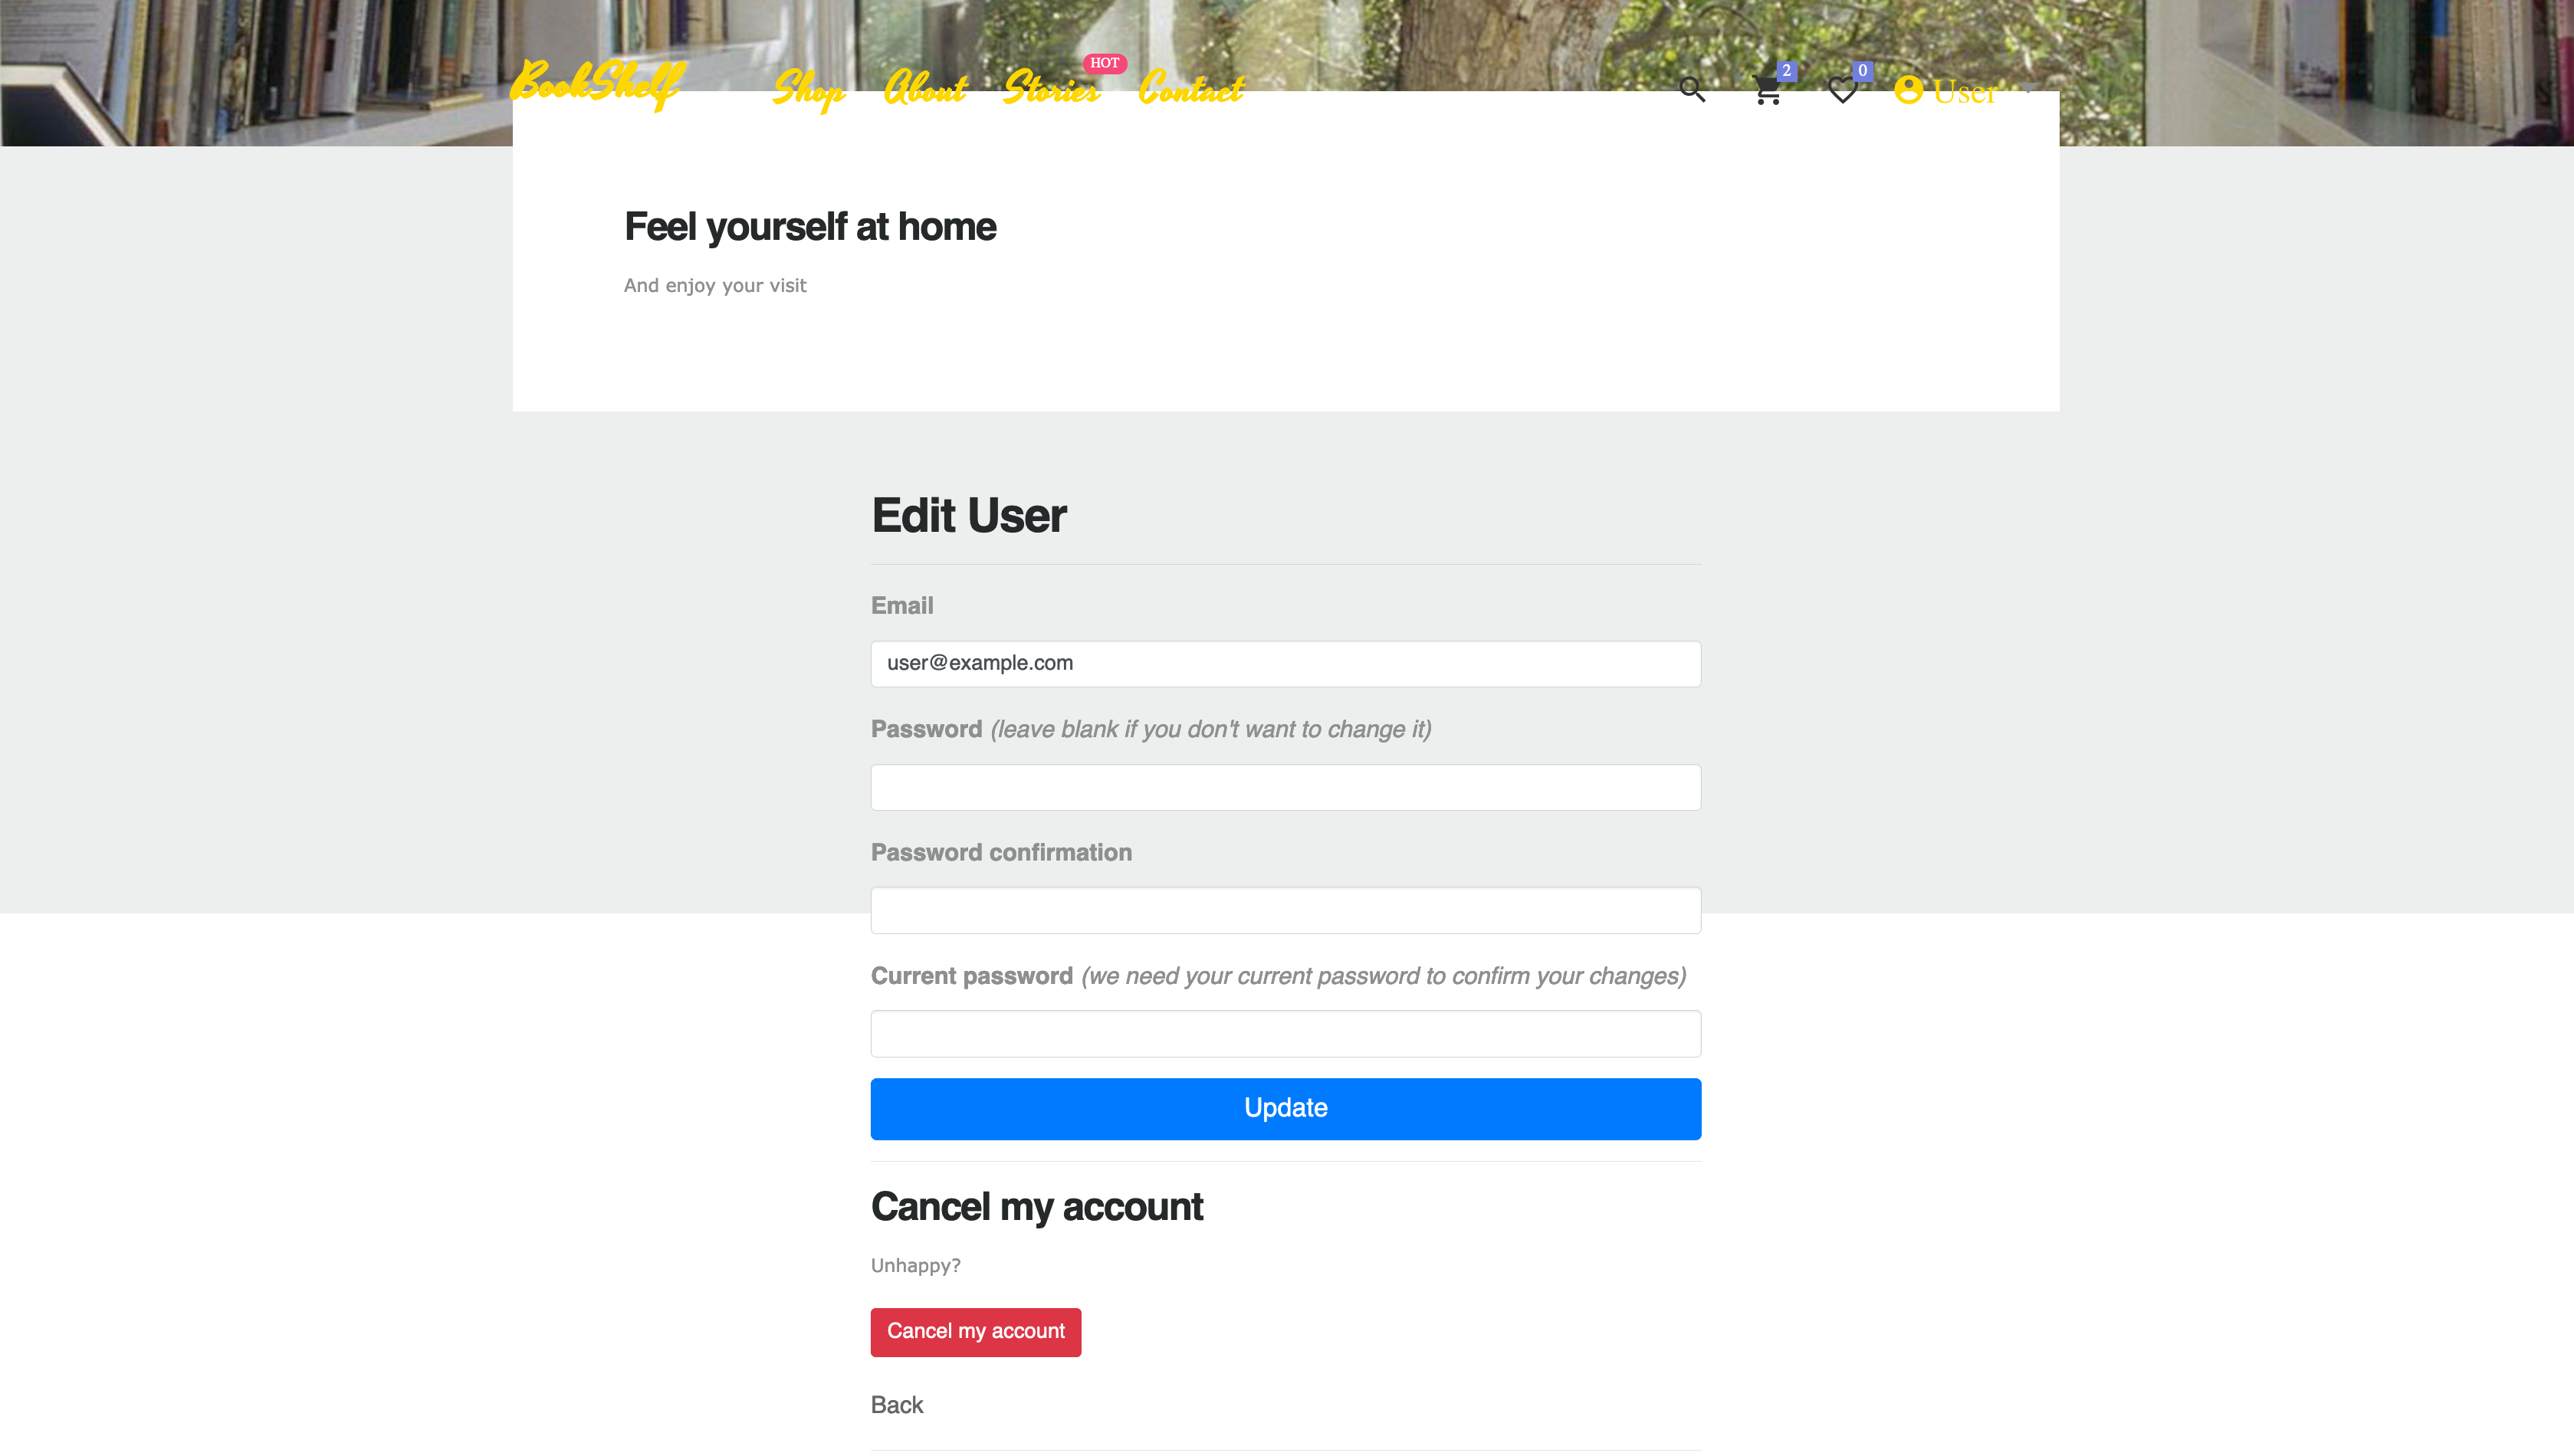 BookShelf
Shop About Stories HOT Contact
2 0 User
Feel yourself at home
And enjoy your visit
Edit User
Email
user@example.com
Password (leave blank if you don't want to change it)
Password confirmation
Current password (we need your current password to confirm your changes)
Update
Cancel my account
Unhappy?
Cancel my account
Back